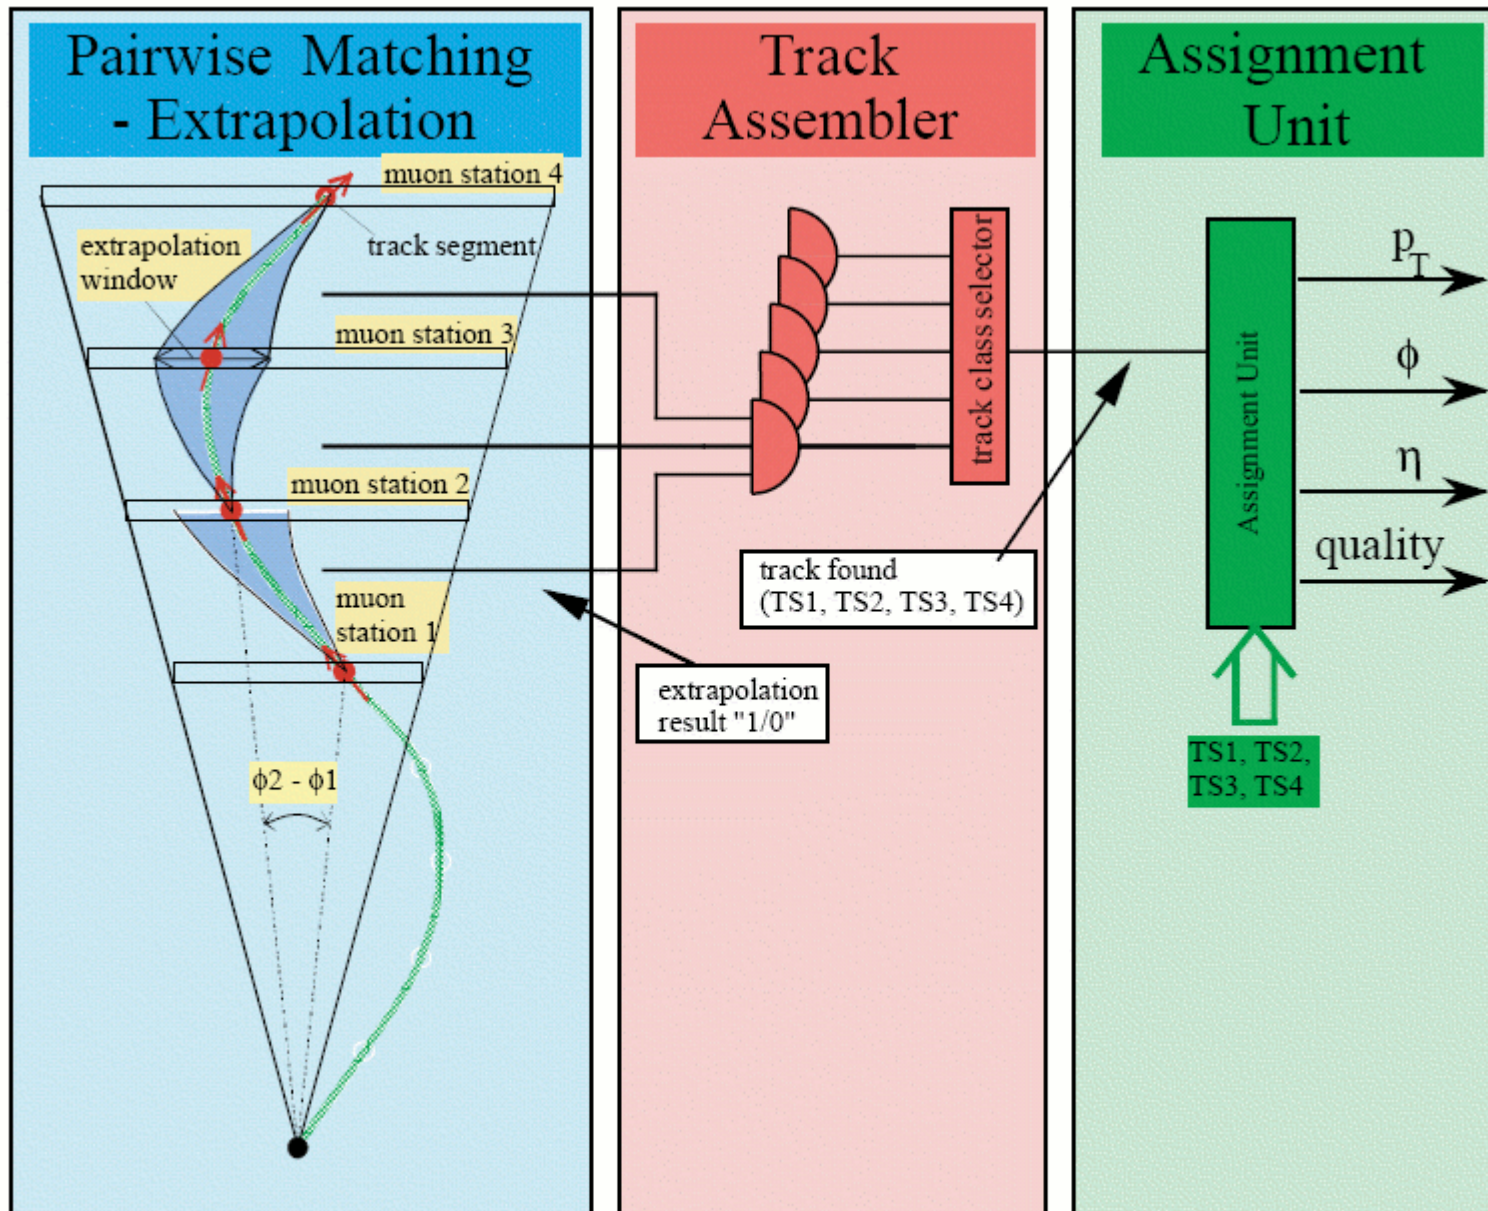 Pairwise Matching
- Extrapolation
muon station 4
extrapolation
window
track segment
muon station 3
muon station 2
muon
station 1
ϕ2 - ϕ1
Track
Assembler
track class selector
track found
(TS1, TS2, TS3, TS4)
extrapolation
result "1/0"
Assignment
Unit
Assignment Unit
pT
ϕ
η
quality
TS1, TS2,
TS3, TS4